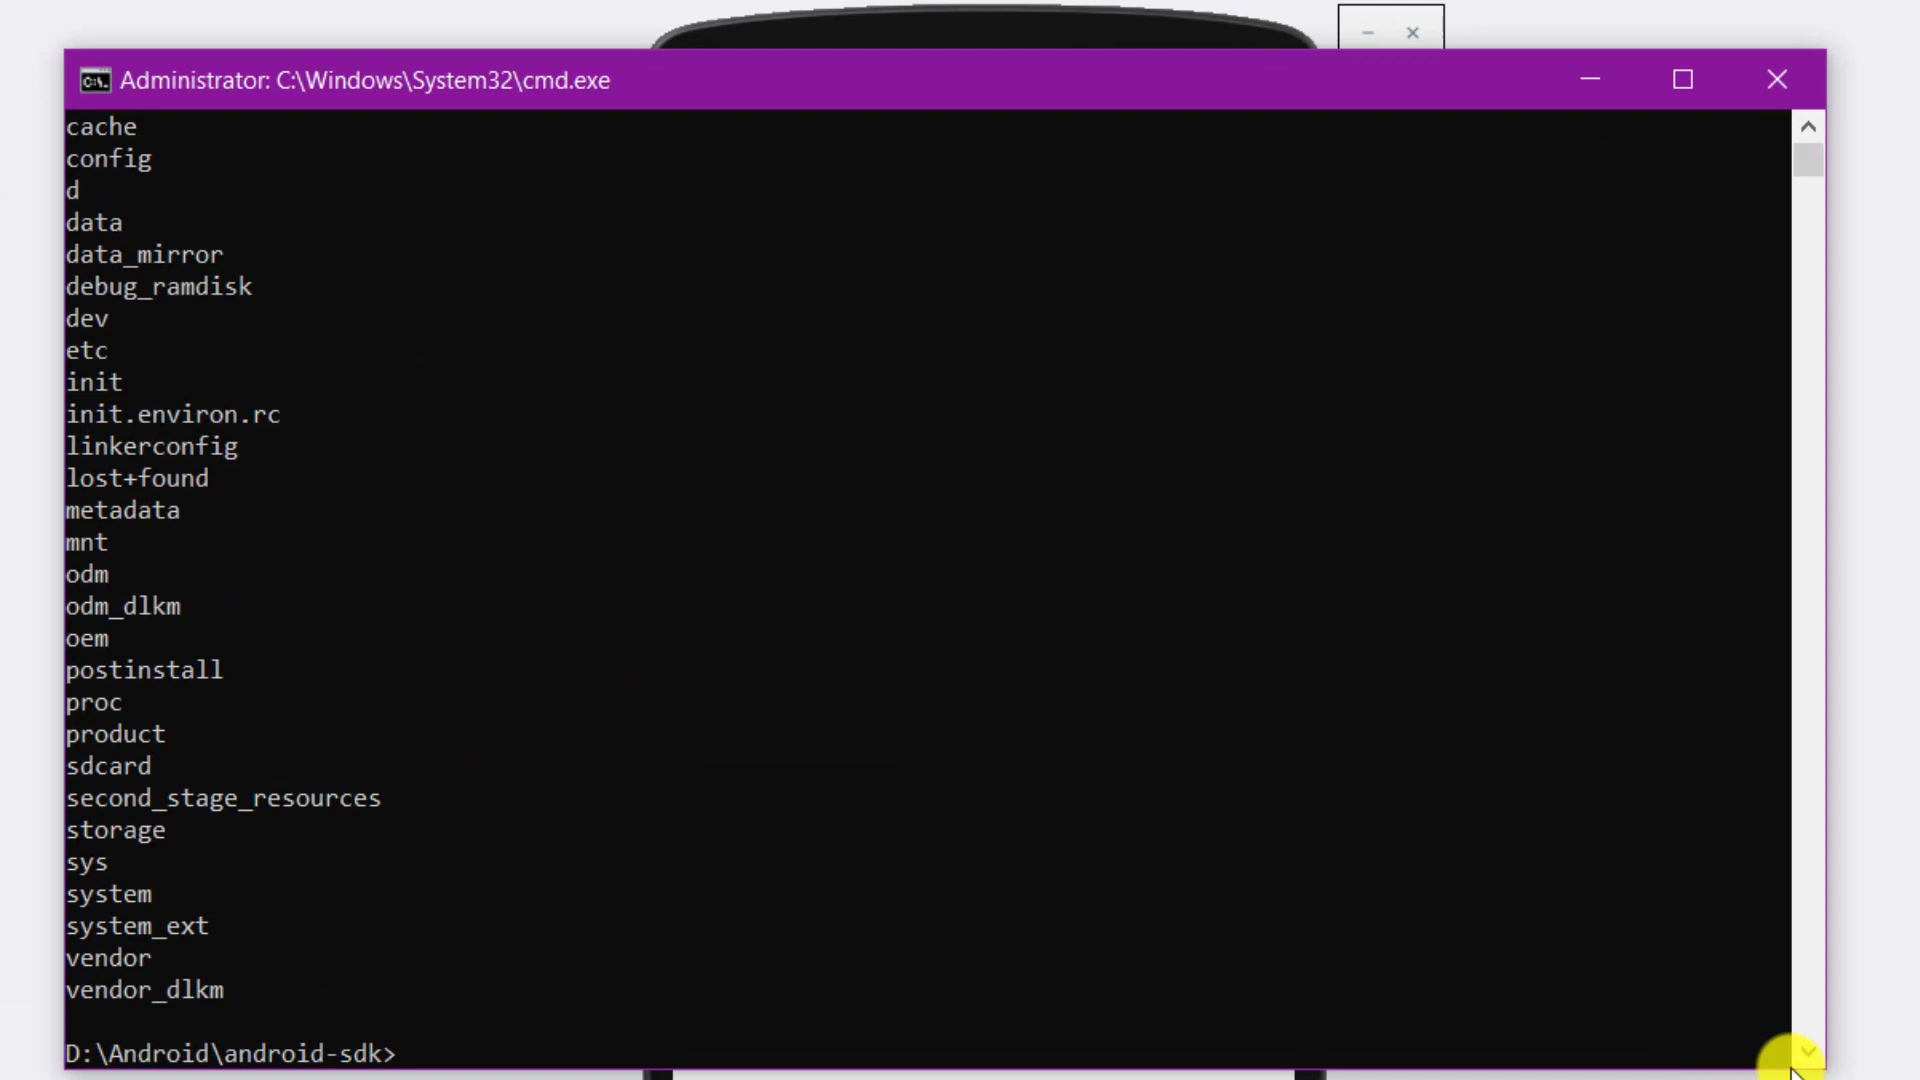 Administrator: C:\Windows\System32\cmd.exe
cache
config
d
data
data_mirror
debug_ramdisk
dev
etc
init
init.environ.rc
linkerconfig
lost+found
metadata
mnt
odm
odm_dlkm
oem
postinstall
proc
product
sdcard
second_stage_resources
storage
sys
system
system_ext
vendor
vendor_dlkm
D:\Android\android-sdk>